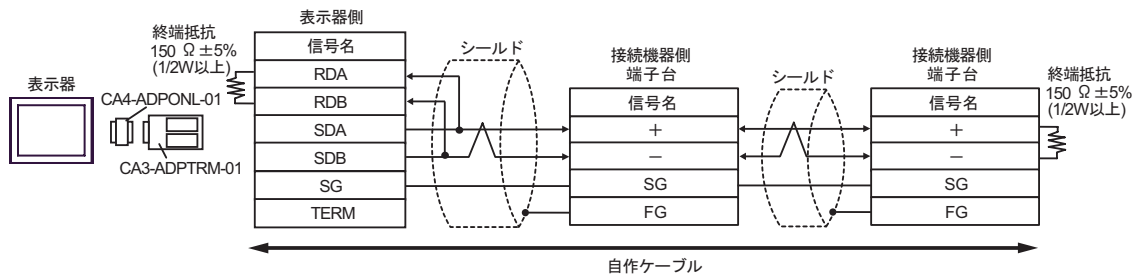 表示器
CA4-ADPONL-01
CA3-ADPTRM-01
終端抵抗
150 Ω ±5%
(1/2W以上)
表示器側
信号名
RDA
RDB
SDA
SDB
SG
TERM
シールド
接続機器側
端子台
信号名
+
−
SG
FG
シールド
接続機器側
端子台
信号名
+
−
SG
FG
終端抵抗
150 Ω ±5%
(1/2W以上)
自作ケーブル